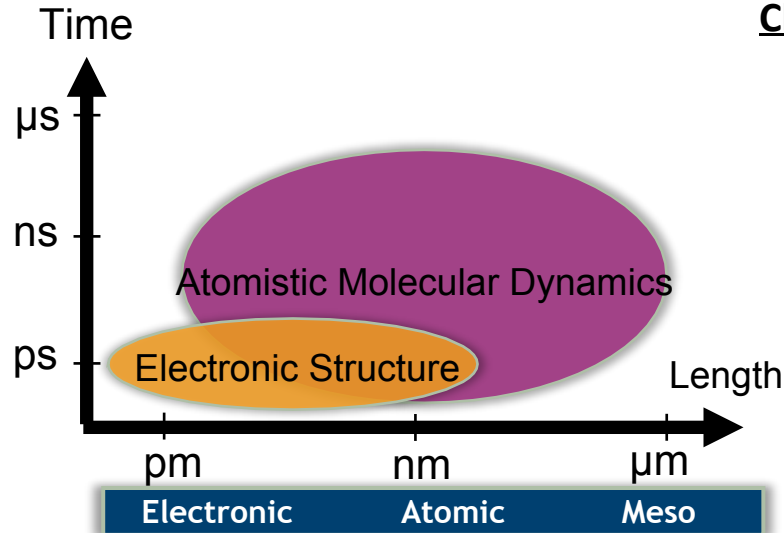 Time
C
µs
ns
Atomistic Molecular Dynamics
ps
Electronic Structure
Length
pm nm µm
Electronic Atomic Meso